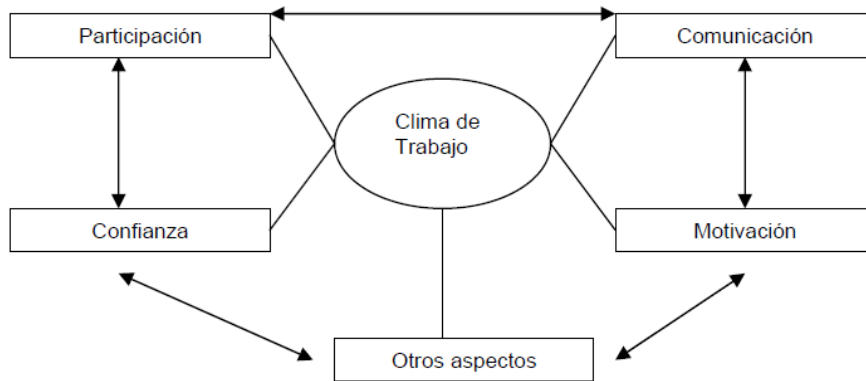 Participación
Comunicación
Clima de
Trabajo
Confianza
Motivación
Otros aspectos